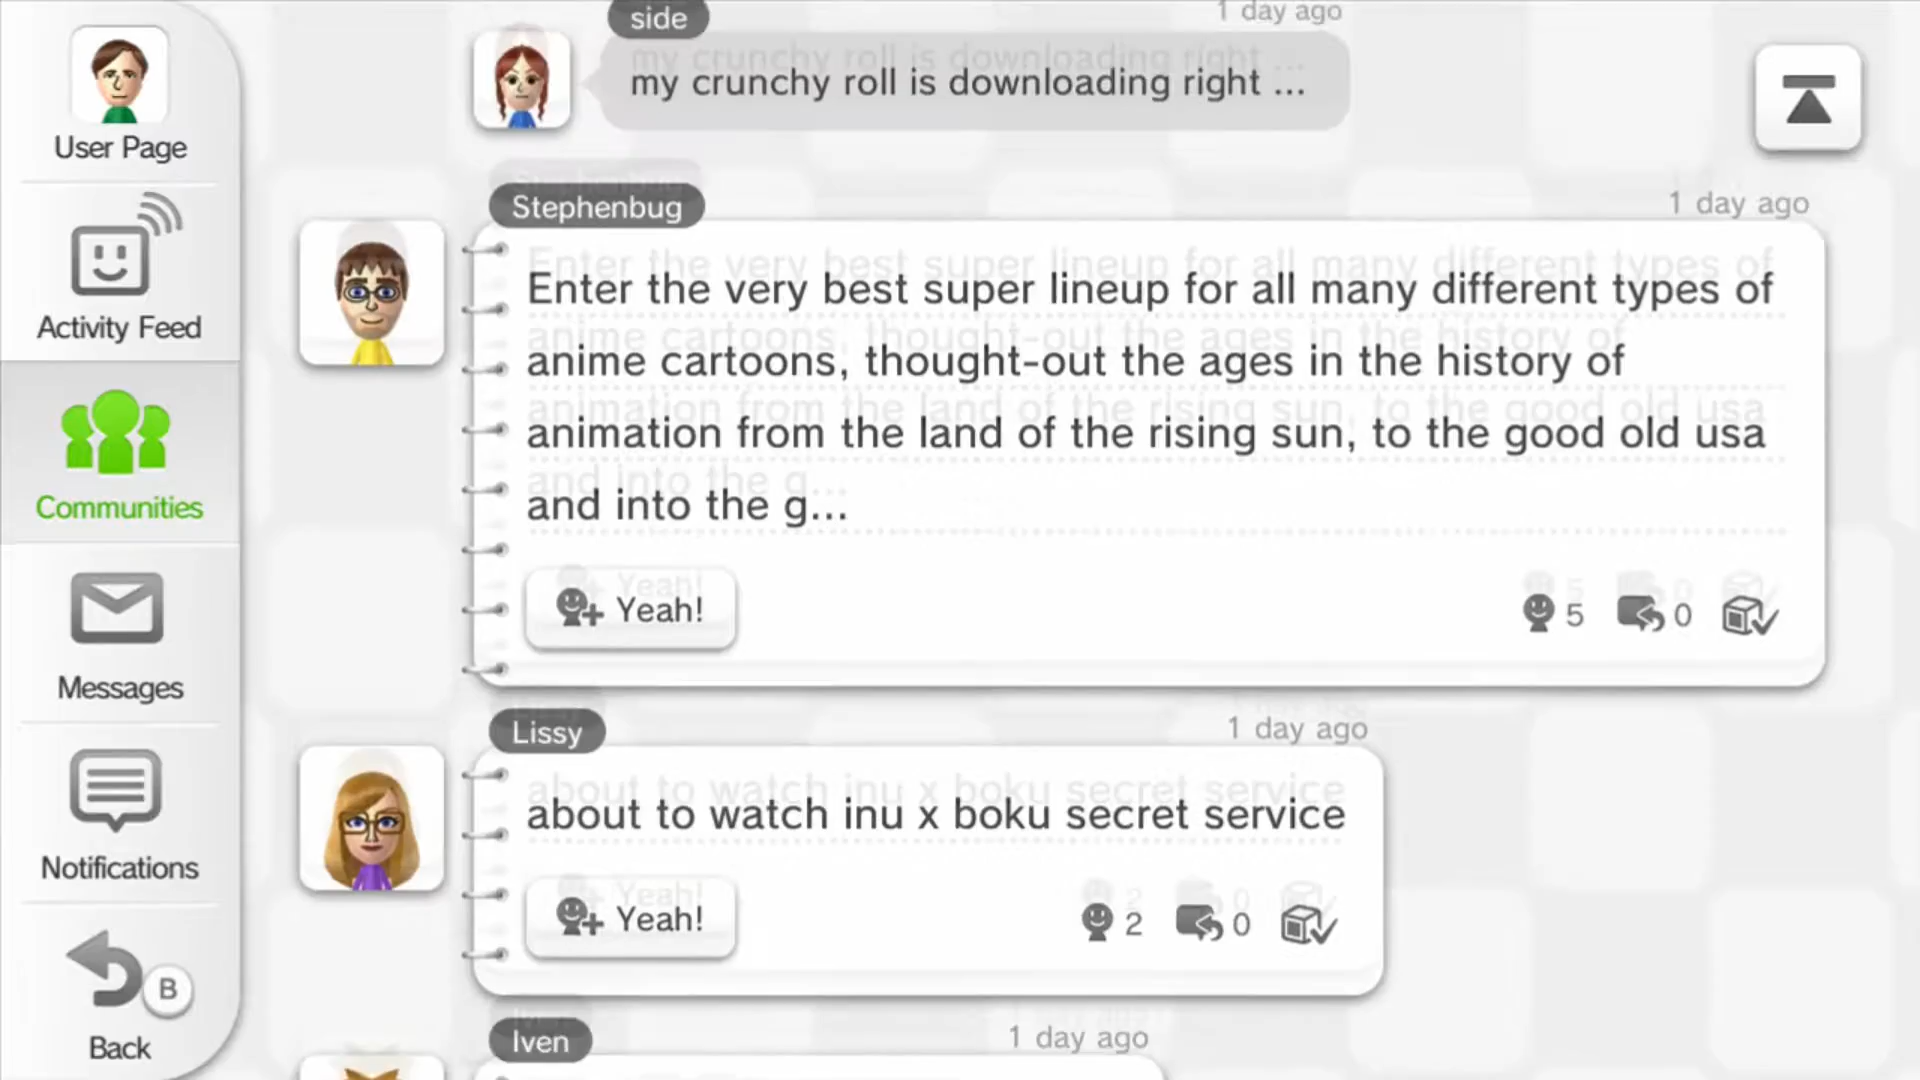 side
1 day ago
my crunchy roll is downloading right ...
User Page
Stephenbug
1 day ago
Enter the very best super lineup for all many different types of
anime cartoons, thought-out the ages in the history of
animation from the land of the rising sun, to the good old usa
and into the g...
Yeah!
5
0
Activity Feed
Communities
Messages
Notifications
B
Back
Lissy
1 day ago
about to watch inu x boku secret service
Yeah!
2
0
Iven
1 day ago